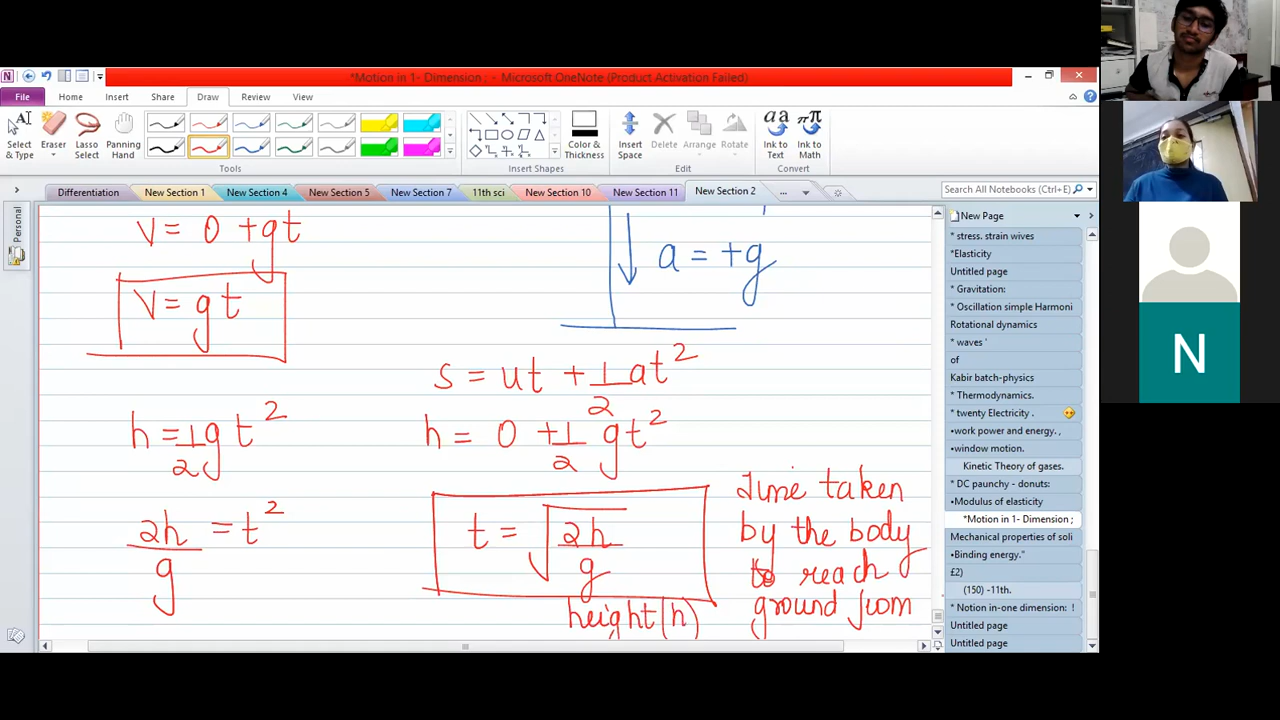 *Motion in 1- Dimension ; - Microsoft OneNote (Product Activation Failed)
File Home Insert Share Draw Review View
Select & Type
Eraser
Lasso Select
Panning Hand
Color & Thickness
Insert Space
Delete
Arrange
Rotate
Ink to Text
Ink to Math
Tools
Insert Shapes
Edit
Convert
Differentiation New Section 1 New Section 4 New Section 5 New Section 7 11th sci New Section 10 New Section 11 New Section 2 ...
Search All Notebooks (Ctrl+E)
Personal
V = 0 + gt
V = gt
a = +g
s = ut + 1/2 at²
h = 1/2 gt²
h = 0 + 1/2 gt²
2h/g = t²
t = √(2h/g)
Time taken
by the body
to reach
ground from
height (h)
New Page
* stress. strain wives
*Elasticity
Untitled page
* Gravitation:
* Oscillation simple Harmoni
Rotational dynamics
* waves '
of
Kabir batch-physics
* Thermodynamics.
* twenty Electricity .
•work power and energy. ,
•window motion.
Kinetic Theory of gases.
* DC paunchy - donuts:
•Modulus of elasticity
*Motion in 1- Dimension ;
Mechanical properties of soli
•Binding energy."
£2)
(150) -11th.
* Notion in-one dimension: !
Untitled page
Untitled page
N